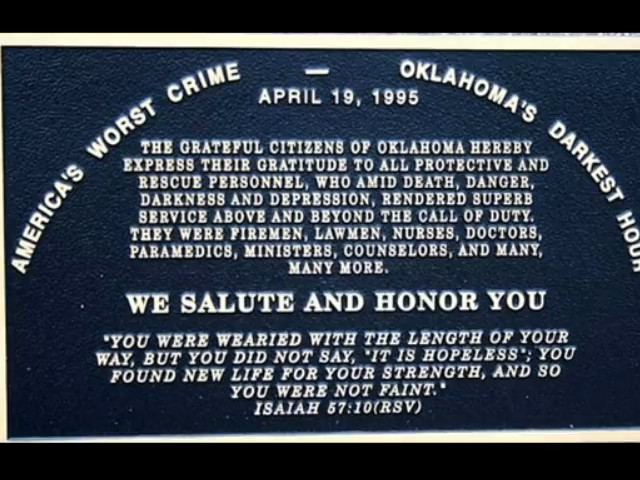 AMERICA'S WORST CRIME — OKLAHOMA'S DARKEST HOUR
APRIL 19, 1995
THE GRATEFUL CITIZENS OF OKLAHOMA HEREBY
EXPRESS THEIR GRATITUDE TO ALL PROTECTIVE AND
RESCUE PERSONNEL, WHO AMID DEATH, DANGER,
DARKNESS AND DEPRESSION, RENDERED SUPERB
SERVICE ABOVE AND BEYOND THE CALL OF DUTY.
THEY WERE FIREMEN, LAWMEN, NURSES, DOCTORS,
PARAMEDICS, MINISTERS, COUNSELORS, AND MANY,
MANY MORE.
WE SALUTE AND HONOR YOU
"YOU WERE WEARIED WITH THE LENGTH OF YOUR
WAY, BUT YOU DID NOT SAY, "IT IS HOPELESS"; YOU
FOUND NEW LIFE FOR YOUR STRENGTH, AND SO
YOU WERE NOT FAINT."
ISAIAH 57:10(RSV)